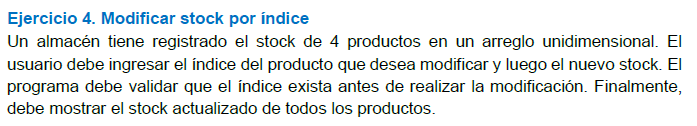 Ejercicio 4. Modificar stock por índice
Un almacén tiene registrado el stock de 4 productos en un arreglo unidimensional. El
usuario debe ingresar el índice del producto que desea modificar y luego el nuevo stock. El
programa debe validar que el índice exista antes de realizar la modificación. Finalmente,
debe mostrar el stock actualizado de todos los productos.